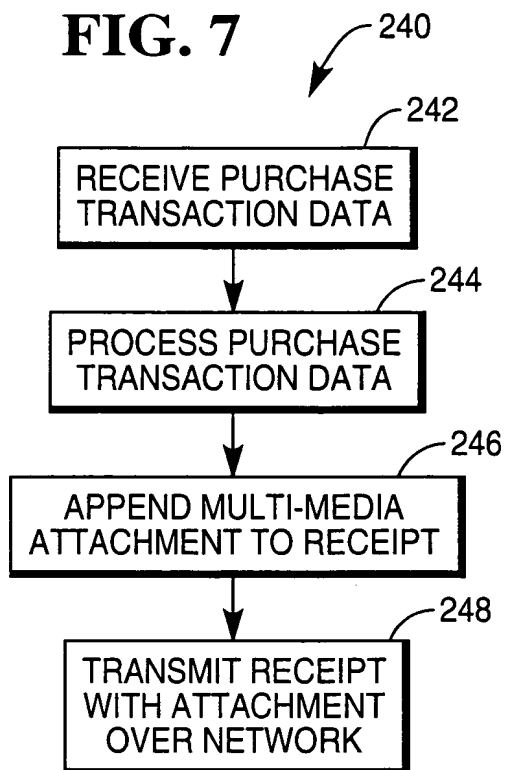 FIG. 7
240
242
RECEIVE PURCHASE
TRANSACTION DATA
244
PROCESS PURCHASE
TRANSACTION DATA
246
APPEND MULTI-MEDIA
ATTACHMENT TO RECEIPT
248
TRANSMIT RECEIPT
WITH ATTACHMENT
OVER NETWORK